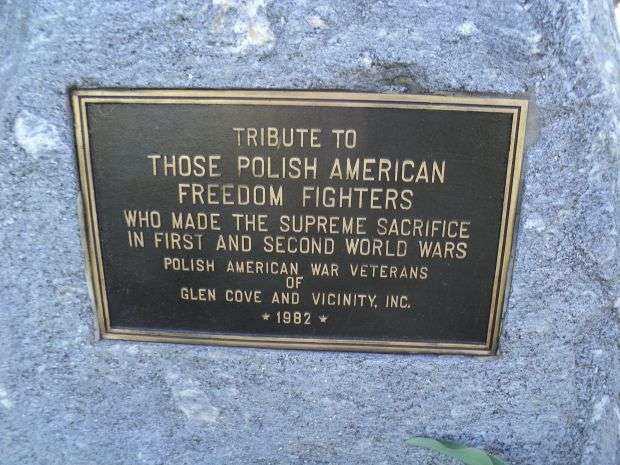 TRIBUTE TO
THOSE POLISH AMERICAN
FREEDOM FIGHTERS
WHO MADE THE SUPREME SACRIFICE
IN FIRST AND SECOND WORLD WARS
POLISH AMERICAN WAR VETERANS
OF
GLEN COVE AND VICINITY, INC.
★ 1982 ★